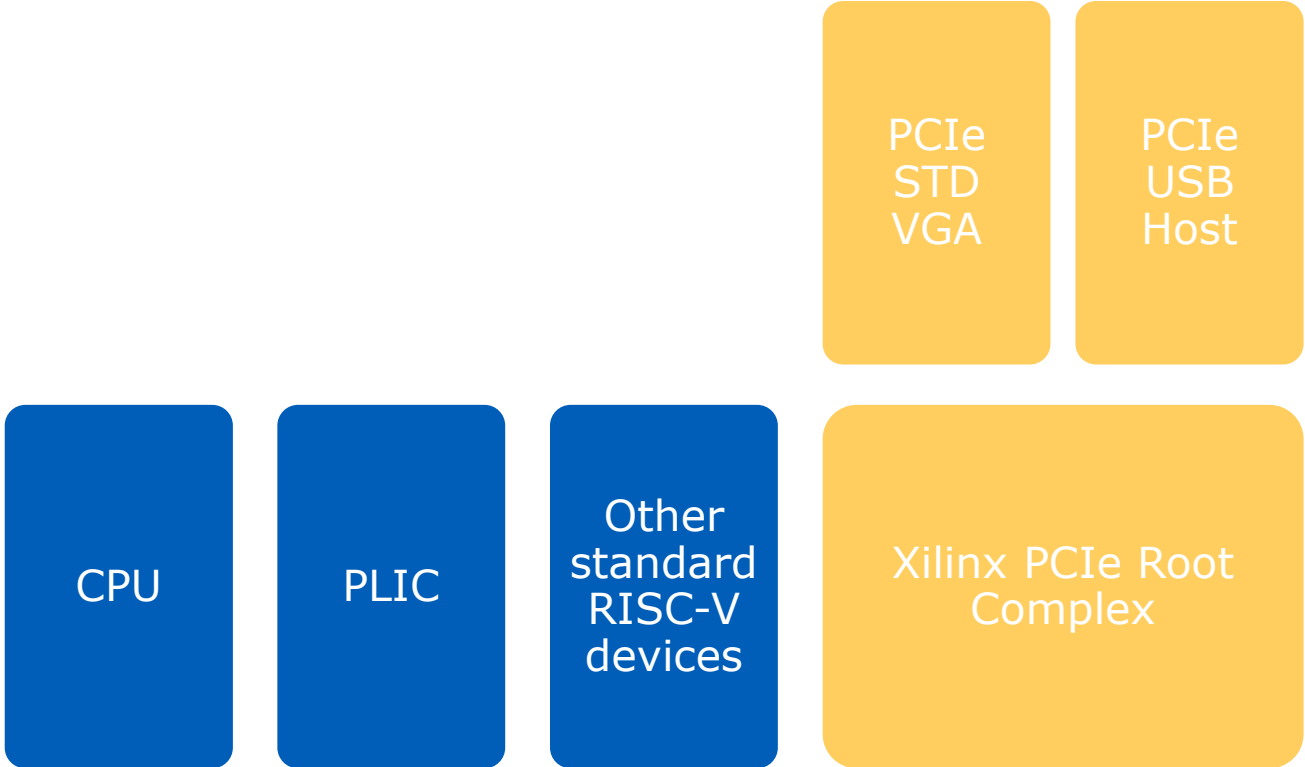 PCIe
STD
VGA
PCIe
USB
Host
CPU
PLIC
Other
standard
RISC-V
devices
Xilinx PCIe Root
Complex